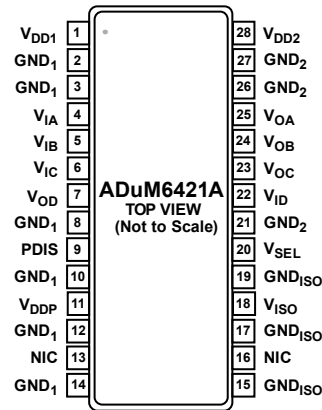 VDD1 1 28 VDD2
GND1 2 27 GND2
GND1 3 26 GND2
VIA 4 25 VOA
VIB 5 24 VOB
VIC 6 23 VOC
VOD 7 ADuM6421A 22 VID
TOP VIEW
GND1 8 (Not to Scale) 21 GND2
PDIS 9 20 VSEL
GND1 10 19 GNDISO
VDDP 11 18 VISO
GND1 12 17 GNDISO
NIC 13 16 NIC
GND1 14 15 GNDISO